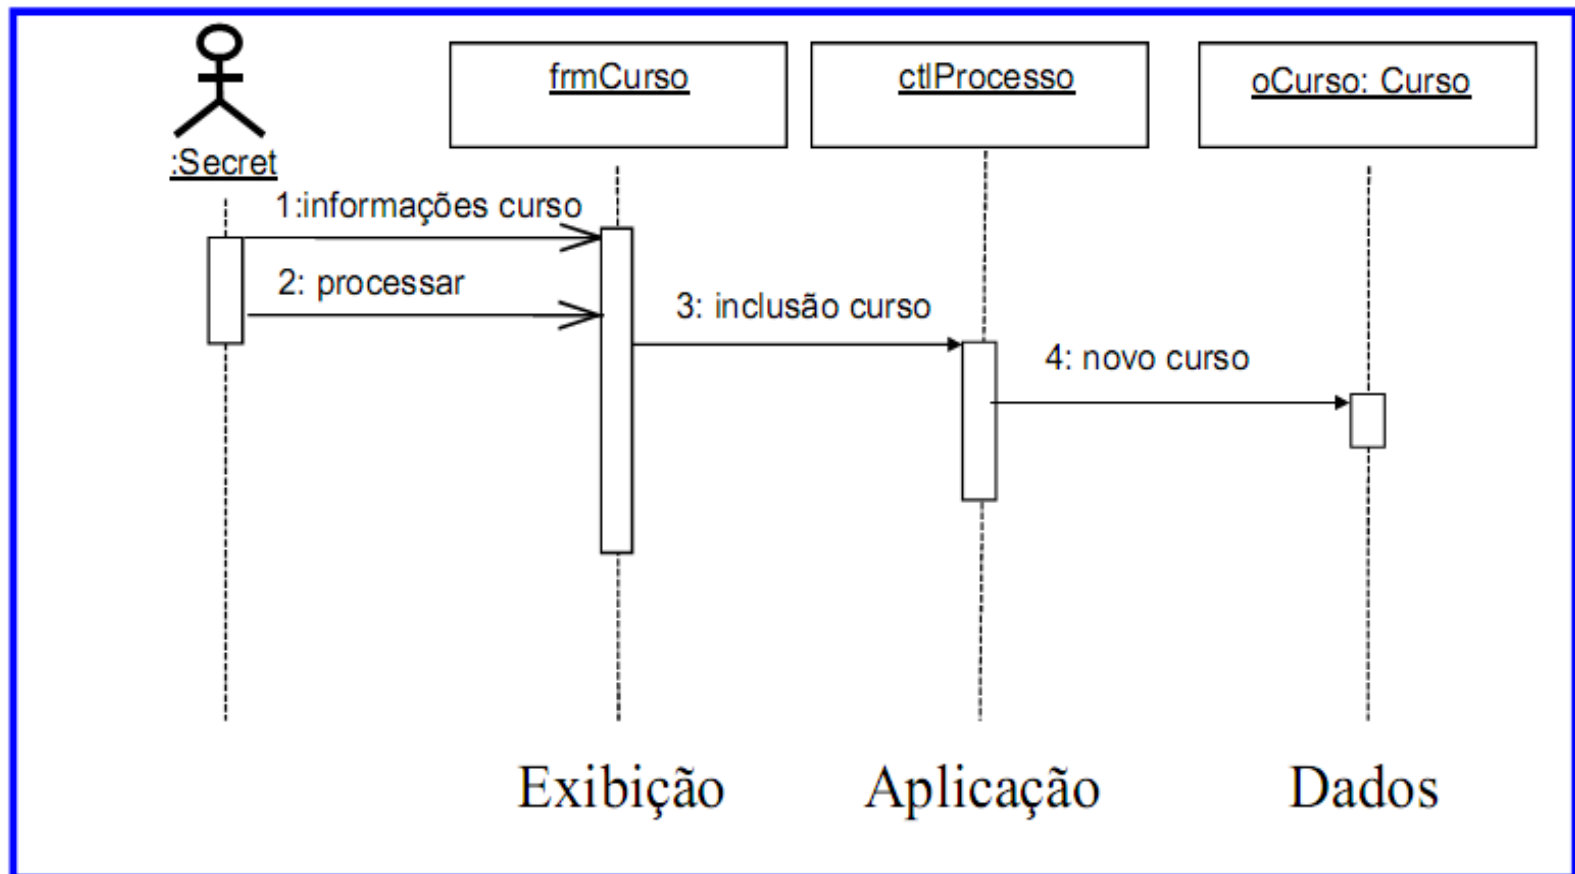 frmCurso
ctlProcesso
oCurso: Curso
:Secret
1:informações curso
2: processar
3: inclusão curso
4: novo curso
Exibição
Aplicação
Dados